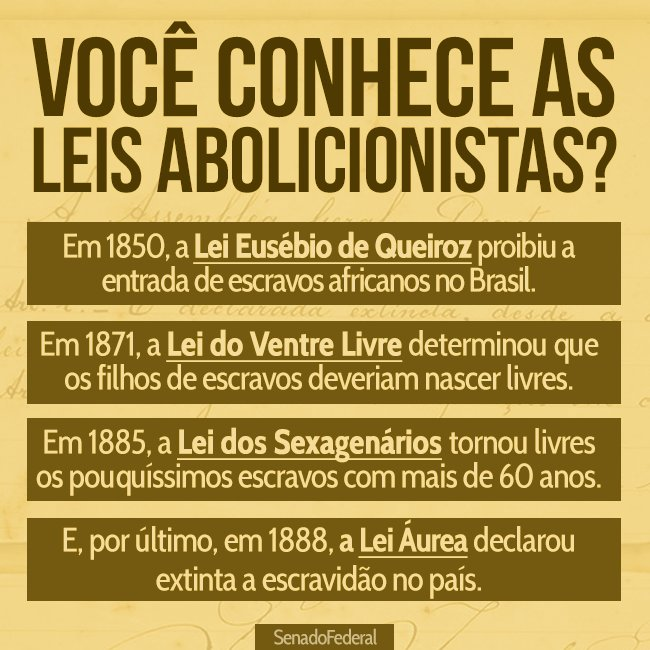 VOCÊ CONHECE AS
LEIS ABOLICIONISTAS?
Em 1850, a Lei Eusébio de Queiroz proibiu a
entrada de escravos africanos no Brasil.
Em 1871, a Lei do Ventre Livre determinou que
os filhos de escravos deveriam nascer livres.
Em 1885, a Lei dos Sexagenários tornou livres
os pouquíssimos escravos com mais de 60 anos.
E, por último, em 1888, a Lei Áurea declarou
extinta a escravidão no país.
SenadoFederal